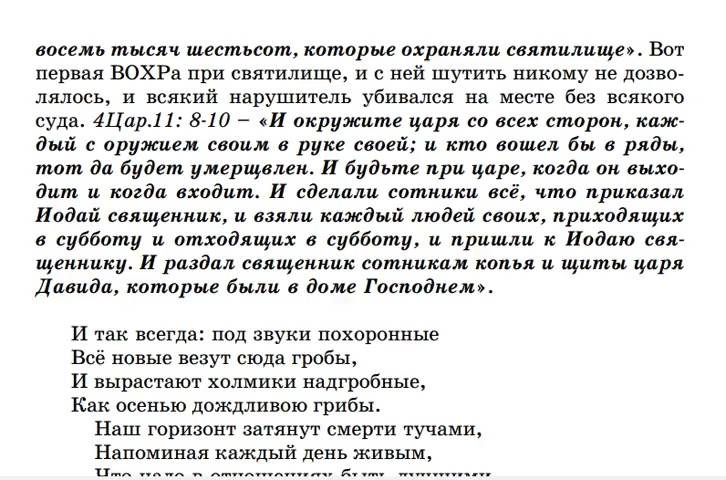 восемь тысяч шестьсот, которые охраняли святилище». Вот
первая ВОХРа при святилище, и с ней шутить никому не дозво-
лялось, и всякий нарушитель убивался на месте без всякого
суда. 4Цар.11: 8-10 – «И окружите царя со всех сторон, каж-
дый с оружием своим в руке своей; и кто вошел бы в ряды,
тот да будет умерщвлен. И будьте при царе, когда он выхо-
дит и когда входит. И сделали сотники всё, что приказал
Иодай священник, и взяли каждый людей своих, приходящих
в субботу и отходящих в субботу, и пришли к Иодаю свя-
щеннику. И раздал священник сотникам копья и щиты царя
Давида, которые были в доме Господнем».
И так всегда: под звуки похоронные
Всё новые везут сюда гробы,
И вырастают холмики надгробные,
Как осенью дождливою грибы.
Наш горизонт затянут смерти тучами,
Напоминая каждый день живым,
Что надо в отношениях быть лучшими